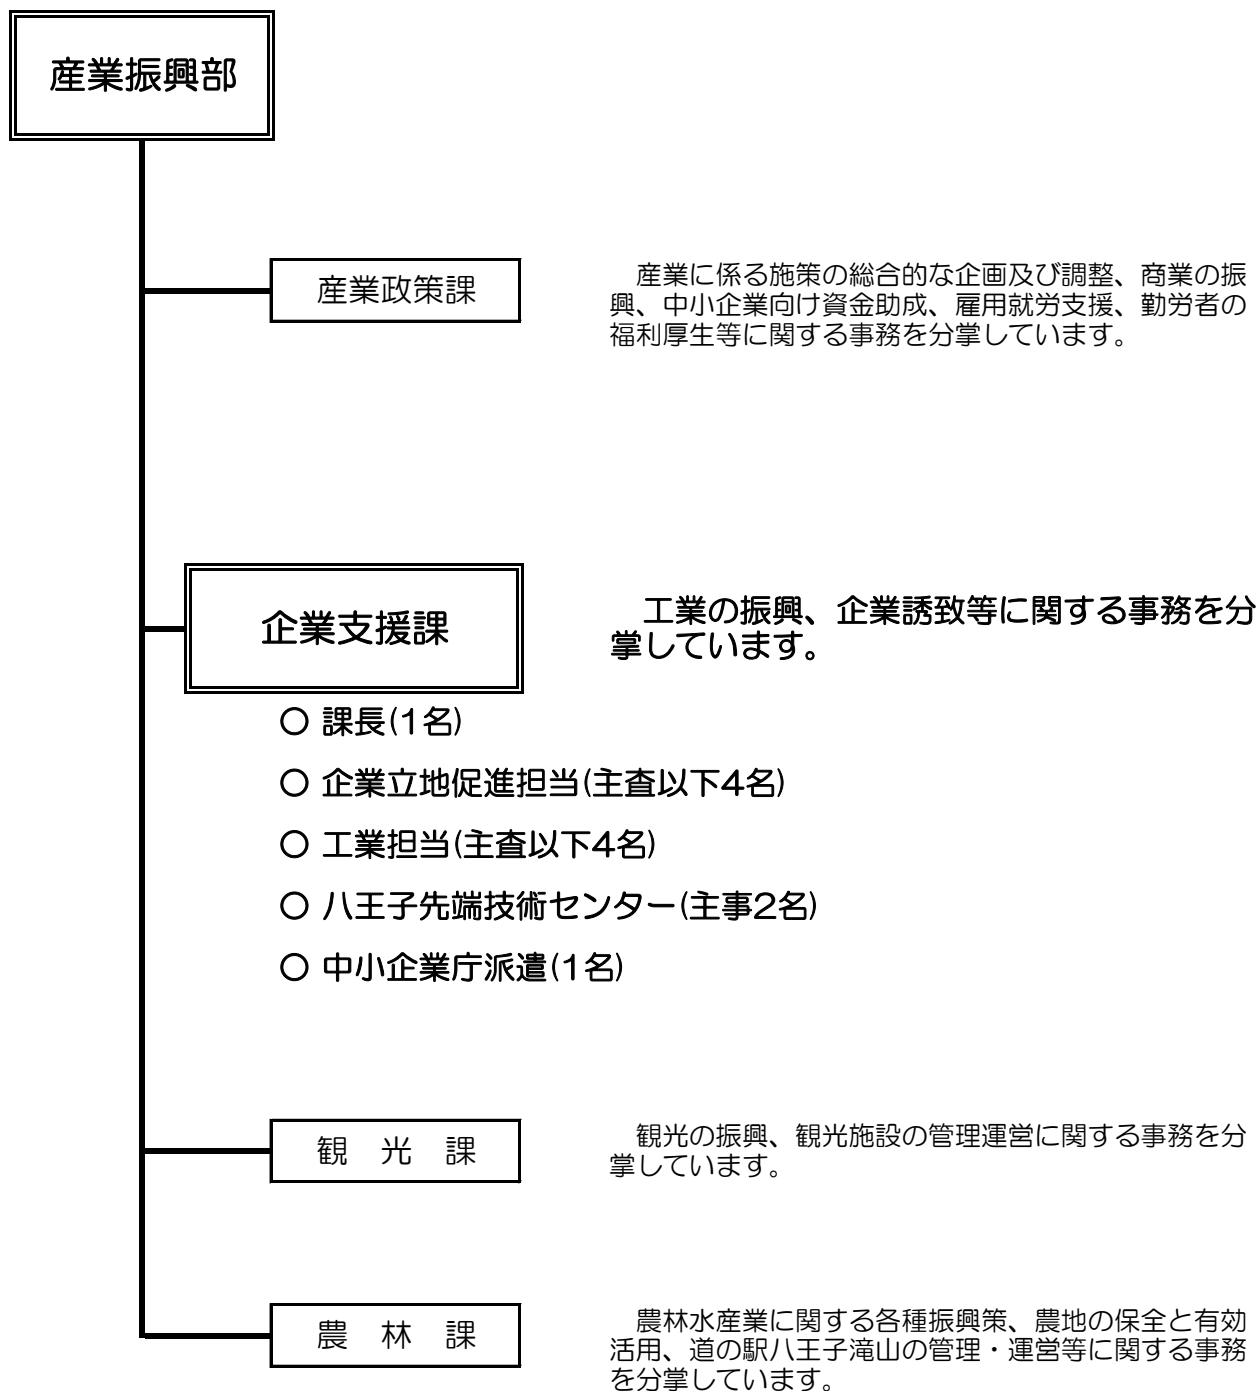 産業振興部
産業政策課
産業に係る施策の総合的な企画及び調整、商業の振
興、中小企業向け資金助成、雇用就労支援、勤労者の
福利厚生等に関する事務を分掌しています。
企業支援課
工業の振興、企業誘致等に関する事務を分
掌しています。
○ 課長(1名)
○ 企業立地促進担当(主査以下4名)
○ 工業担当(主査以下4名)
○ 八王子先端技術センター(主事2名)
○ 中小企業庁派遣(1名)
観 光 課
観光の振興、観光施設の管理運営に関する事務を分
掌しています。
農 林 課
農林水産業に関する各種振興策、農地の保全と有効
活用、道の駅八王子滝山の管理・運営等に関する事務
を分掌しています。